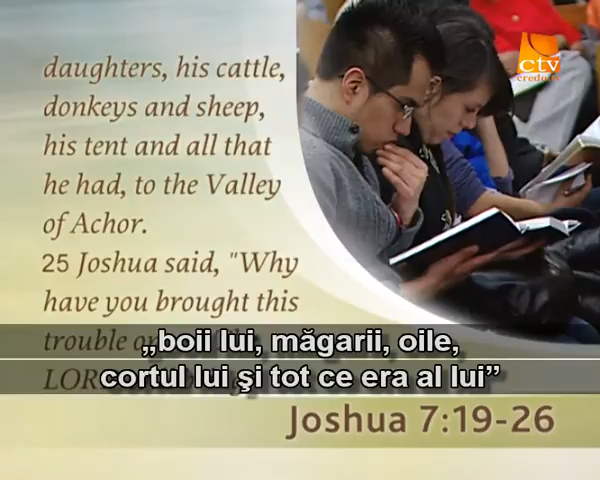 daughters, his cattle,
donkeys and sheep,
his tent and all that
he had, to the Valley
of Achor.
25 Joshua said, "Why
have you brought this
trouble
LOR
„boii lui, măgarii, oile,
cortul lui şi tot ce era al lui”
Joshua 7:19-26
ctv